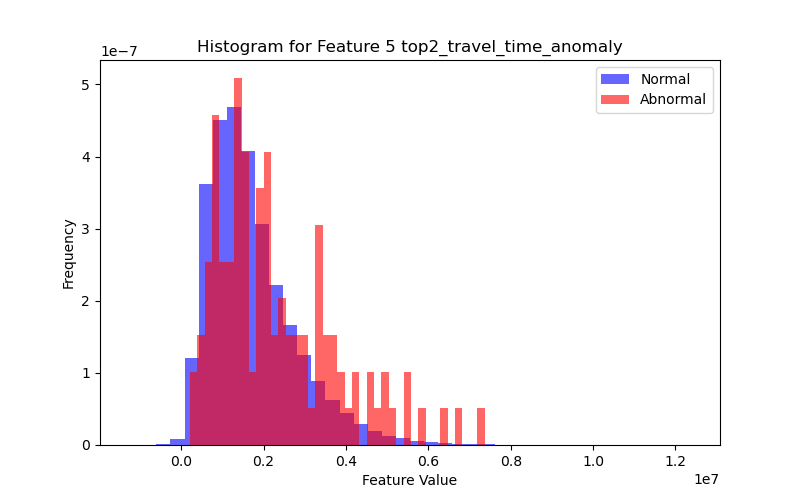 Histogram for Feature 5 top2_travel_time_anomaly
1e−7
Normal
Abnormal
5
4
3
2
1
0
Frequency
0.0 0.2 0.4 0.6 0.8 1.0 1.2
1e7
Feature Value